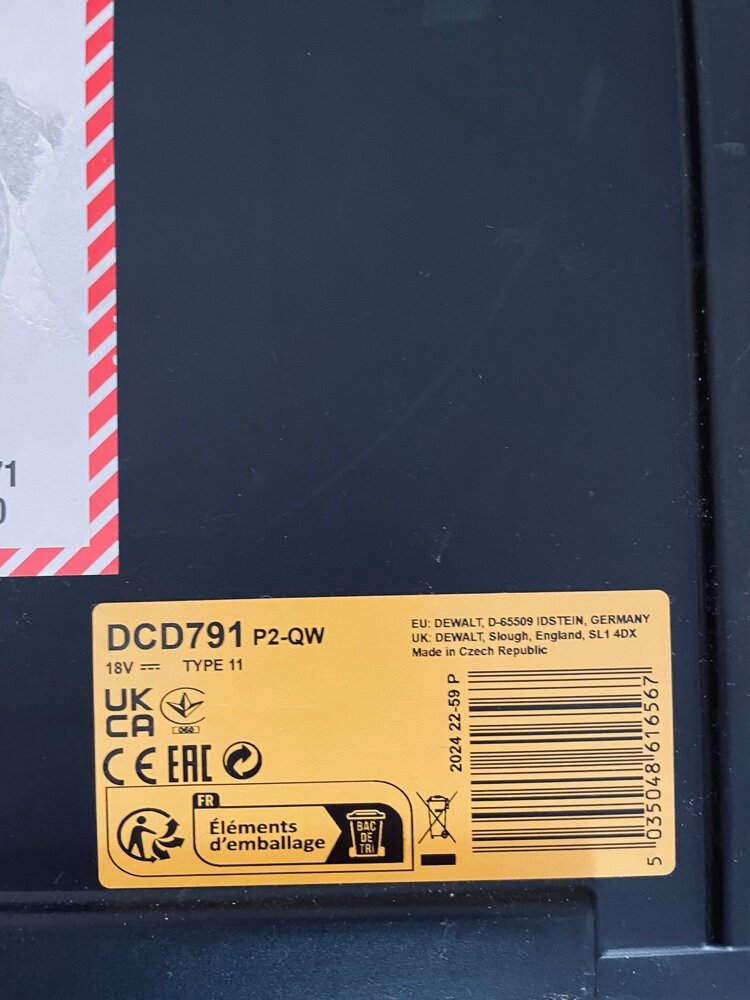 71
0
DCD791 P2-QW
18V TYPE 11
EU: DEWALT, D-65509 IDSTEIN, GERMANY
UK: DEWALT, Slough, England, SL1 4DX
Made in Czech Republic
UK
CA
060
CE EAC
FR
Éléments
d'emballage
BAC
DE
TRI
2024 22-59 P
5 035048 616567